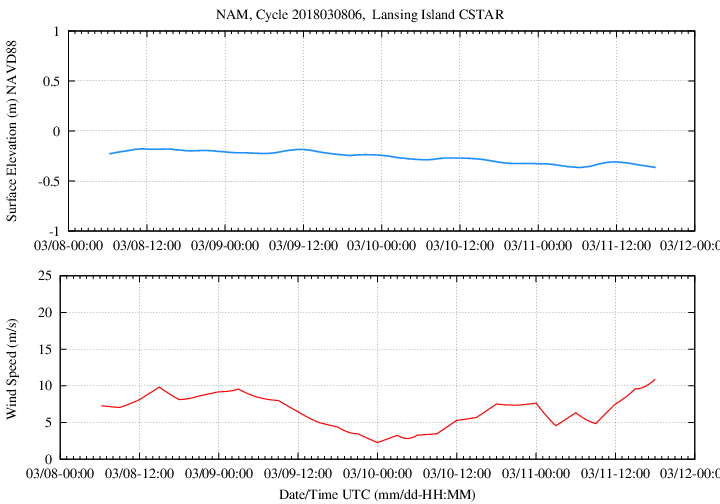 NAM, Cycle 2018030806,  Lansing Island CSTAR
Surface Elevation (m) NAVD88
1
0.5
0
-0.5
-1
03/08-00:00 03/08-12:00 03/09-00:00 03/09-12:00 03/10-00:00 03/10-12:00 03/11-00:00 03/11-12:00 03/12-00:0
Wind Speed (m/s)
25
20
15
10
5
0
03/08-00:00 03/08-12:00 03/09-00:00 03/09-12:00 03/10-00:00 03/10-12:00 03/11-00:00 03/11-12:00 03/12-00:0
Date/Time UTC (mm/dd-HH:MM)